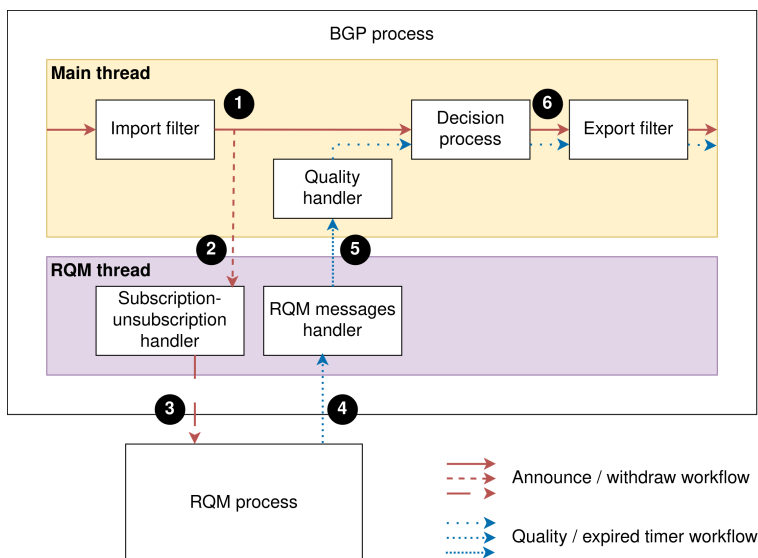 BGP process
Main thread
1
6
Import filter
Decision
process
Export filter
Quality
handler
2
5
RQM thread
Subscription-
unsubscription
handler
RQM messages
handler
3
4
RQM process
Announce / withdraw workflow
Quality / expired timer workflow